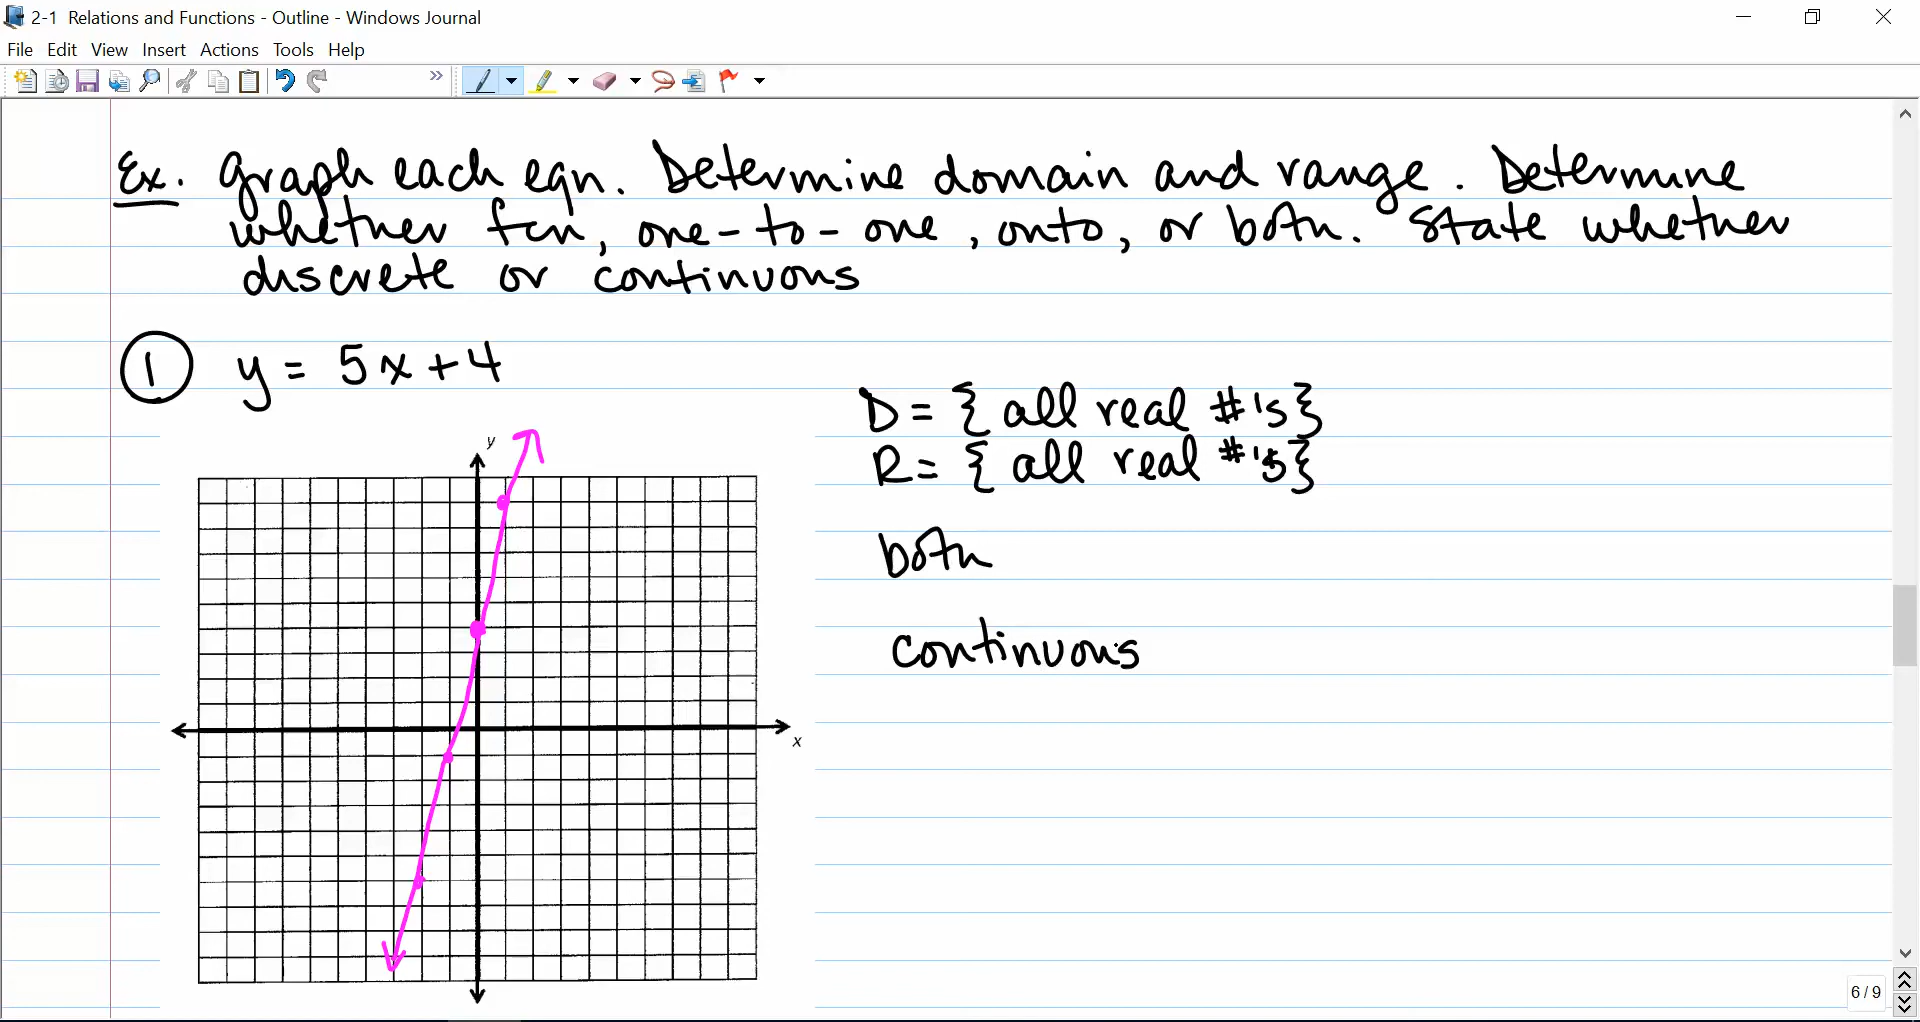 2-1 Relations and Functions - Outline - Windows Journal
File Edit View Insert Actions Tools Help
Ex. Graph each eqn. Determine domain and range. Determine
whether fcn, one-to-one, onto, or both. State whether
discrete or continuous
1 y = 5x+4
D = { all real #'s}
R = { all real #'s}
both
continuous
y
x
6 / 9